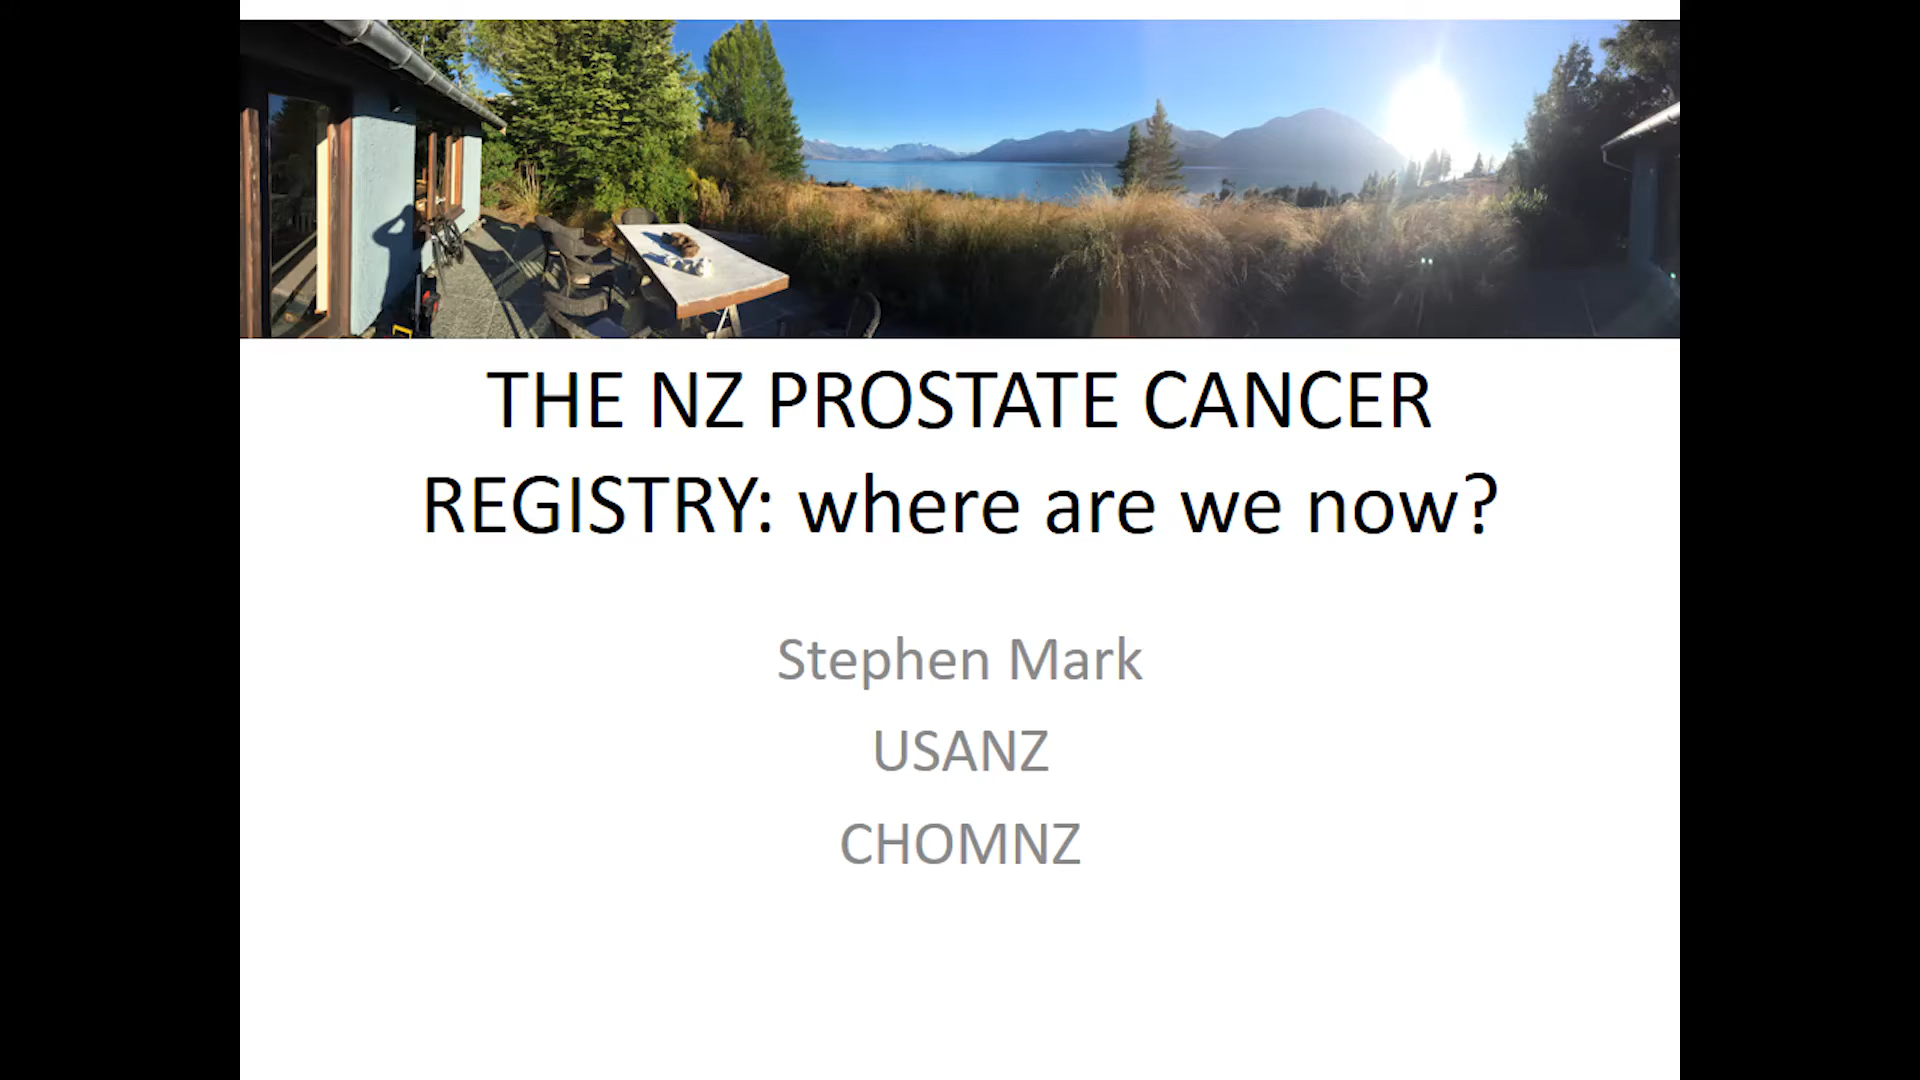 THE NZ PROSTATE CANCER
REGISTRY: where are we now?
Stephen Mark
USANZ
CHOMNZ